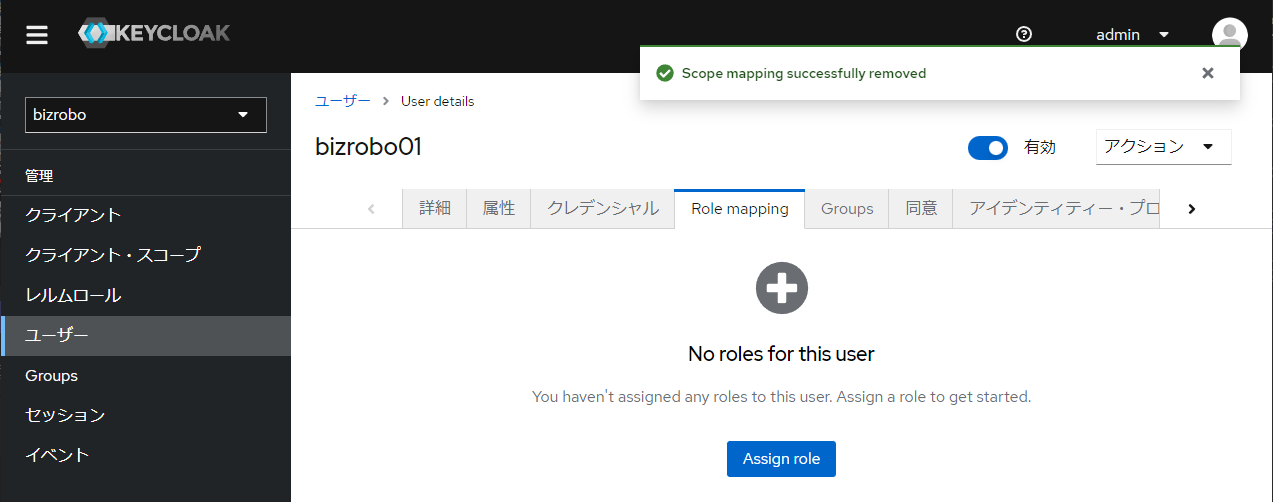 KEYCLOAK
admin
Scope mapping successfully removed
bizrobo
管理
クライアント
クライアント・スコープ
レルムロール
ユーザー
Groups
セッション
イベント
ユーザー > User details
bizrobo01
有効
アクション
詳細 属性 クレデンシャル Role mapping Groups 同意 アイデンティティー・プロ
No roles for this user
You haven't assigned any roles to this user. Assign a role to get started.
Assign role